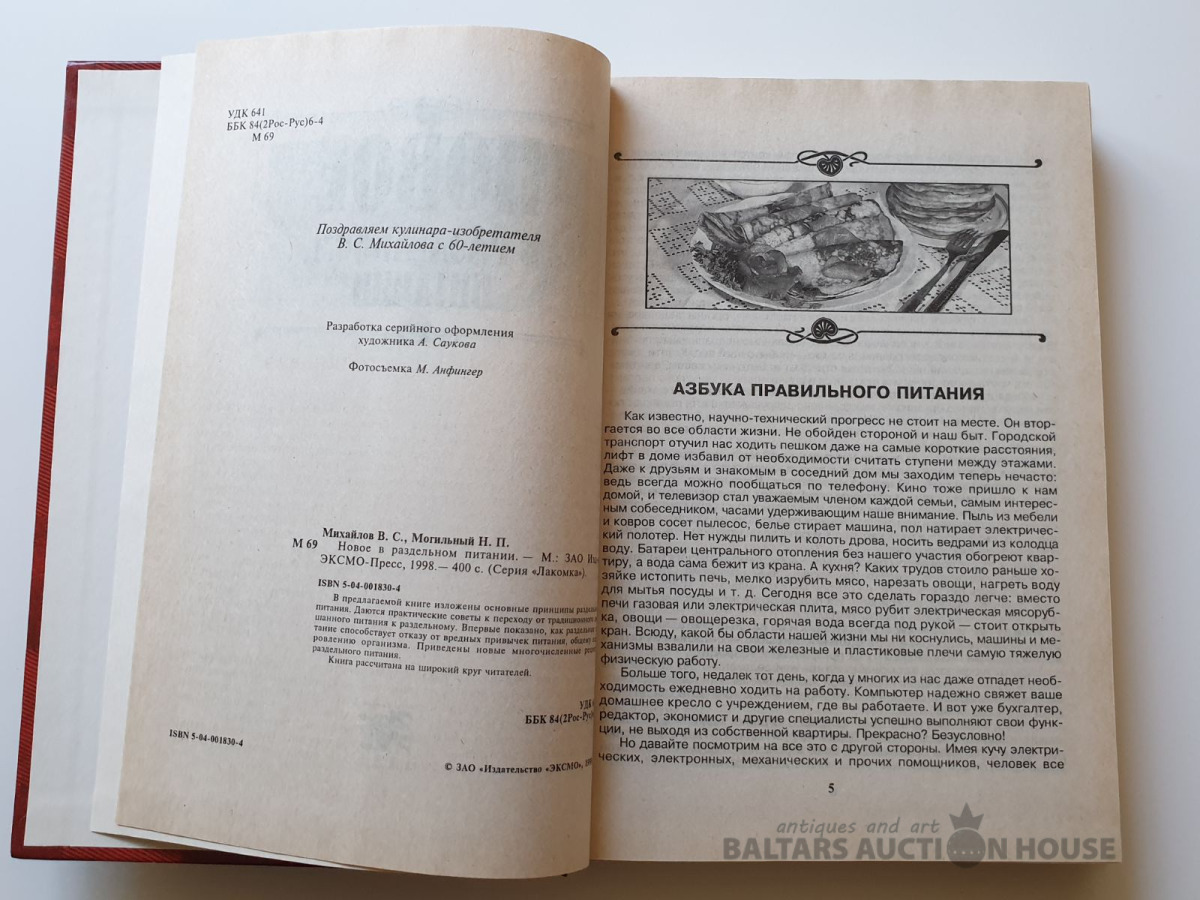 УДК 641
ББК 84(2Рос-Рус)6-4
М 69
Поздравляем кулинара-изобретателя
В. С. Михайлова с 60-летием
Разработка серийного оформления
художника А. Саукова
Фотосъемка М. Анфингер
Михайлов В. С., Могильный Н. П.
М 69 Новое в раздельном питании. — М.: ЗАО
ЭКСМО-Пресс, 1998.— 400 с. (Серия «Лакомка»).
ISBN 5-04-001830-4
В предлагаемой книге изложены основные принципы
питания. Даются практические советы к переходу от традиционного
шанного питания к раздельному. Впервые показано, как
тание способствует отказу от вредных привычек питания,
ровлению организма. Приведены новые многочисленные
раздельного питания.
Книга рассчитана на широкий круг читателей.
ББК 84(2Рос-Рус)
ISBN 5-04-001830-4
© ЗАО «Издательство «ЭКСМО»,
АЗБУКА ПРАВИЛЬНОГО ПИТАНИЯ
Как известно, научно-технический прогресс не стоит на месте. Он втор-
гается во все области жизни. Не обойден стороной и наш быт. Городской
транспорт отучил нас ходить пешком даже на самые короткие расстояния,
лифт в доме избавил от необходимости считать ступени между этажами.
Даже к друзьям и знакомым в соседний дом мы заходим теперь нечасто:
ведь всегда можно пообщаться по телефону. Кино тоже пришло к нам
домой, и телевизор стал уважаемым членом каждой семьи, самым интерес-
ным собеседником, часами удерживающим наше внимание. Пыль из мебели
и ковров сосет пылесос, белье стирает машина, пол натирает электричес-
кий полотер. Нет нужды пилить и колоть дрова, носить ведрами из колодца
воду. Батареи центрального отопления без нашего участия обогреют квар-
тиру, а вода сама бежит из крана. А кухня? Каких трудов стоило раньше хо-
зяйке истопить печь, мелко изрубить мясо, нарезать овощи, нагреть воду
для мытья посуды и т. д. Сегодня все это сделать гораздо легче: вместо
печи газовая или электрическая плита, мясо рубит электрическая мясоруб-
ка, овощи — овощерезка, горячая вода всегда под рукой — стоит открыть
кран. Всюду, какой бы области нашей жизни мы ни коснулись, машины и ме-
ханизмы взвалили на свои железные и пластиковые плечи самую тяжелую
физическую работу.
Больше того, недалек тот день, когда у многих из нас даже отпадет необ-
ходимость ежедневно ходить на работу. Компьютер надежно свяжет ваше
домашнее кресло с учреждением, где вы работаете. И вот уже бухгалтер,
редактор, экономист и другие специалисты успешно выполняют свои функ-
ции, не выходя из собственной квартиры. Прекрасно? Безусловно!
Но давайте посмотрим на все это с другой стороны. Имея кучу электри-
ческих, электронных, механических и прочих помощников, человек все
5
antiques and art
BALTARS AUCTION HOUSE